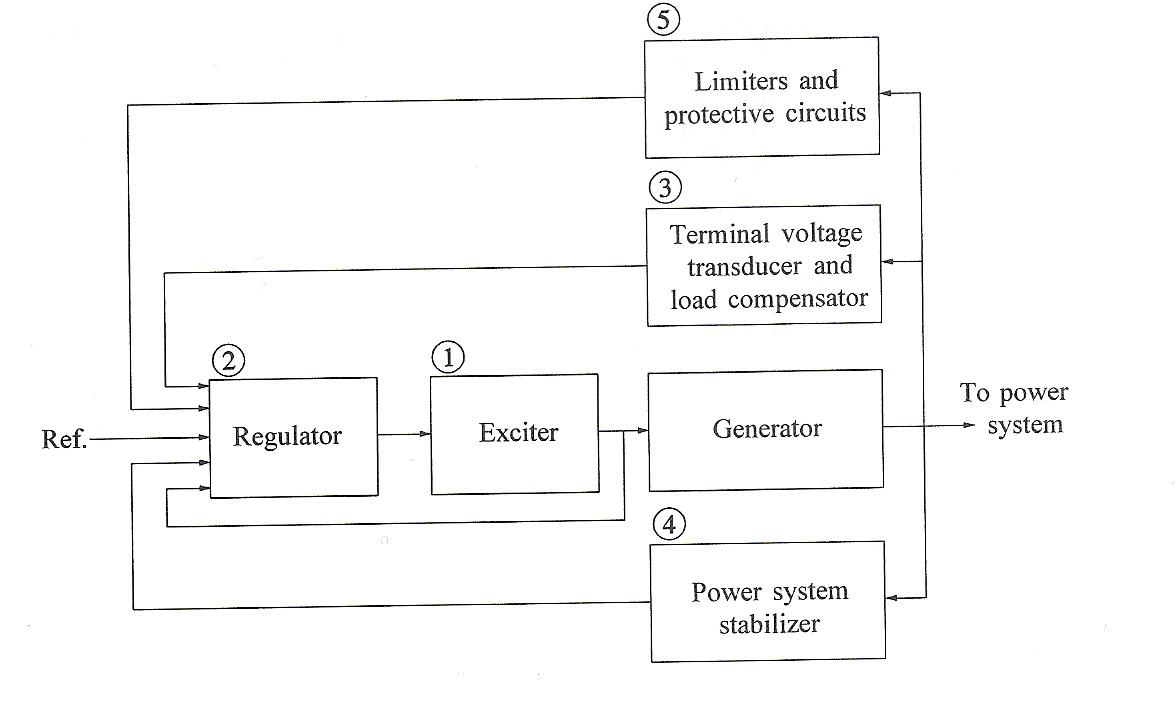 ⑤
Limiters and
protective circuits
③
Terminal voltage
transducer and
load compensator
②
①
Ref.
Regulator
Exciter
Generator
To power
system
④
Power system
stabilizer